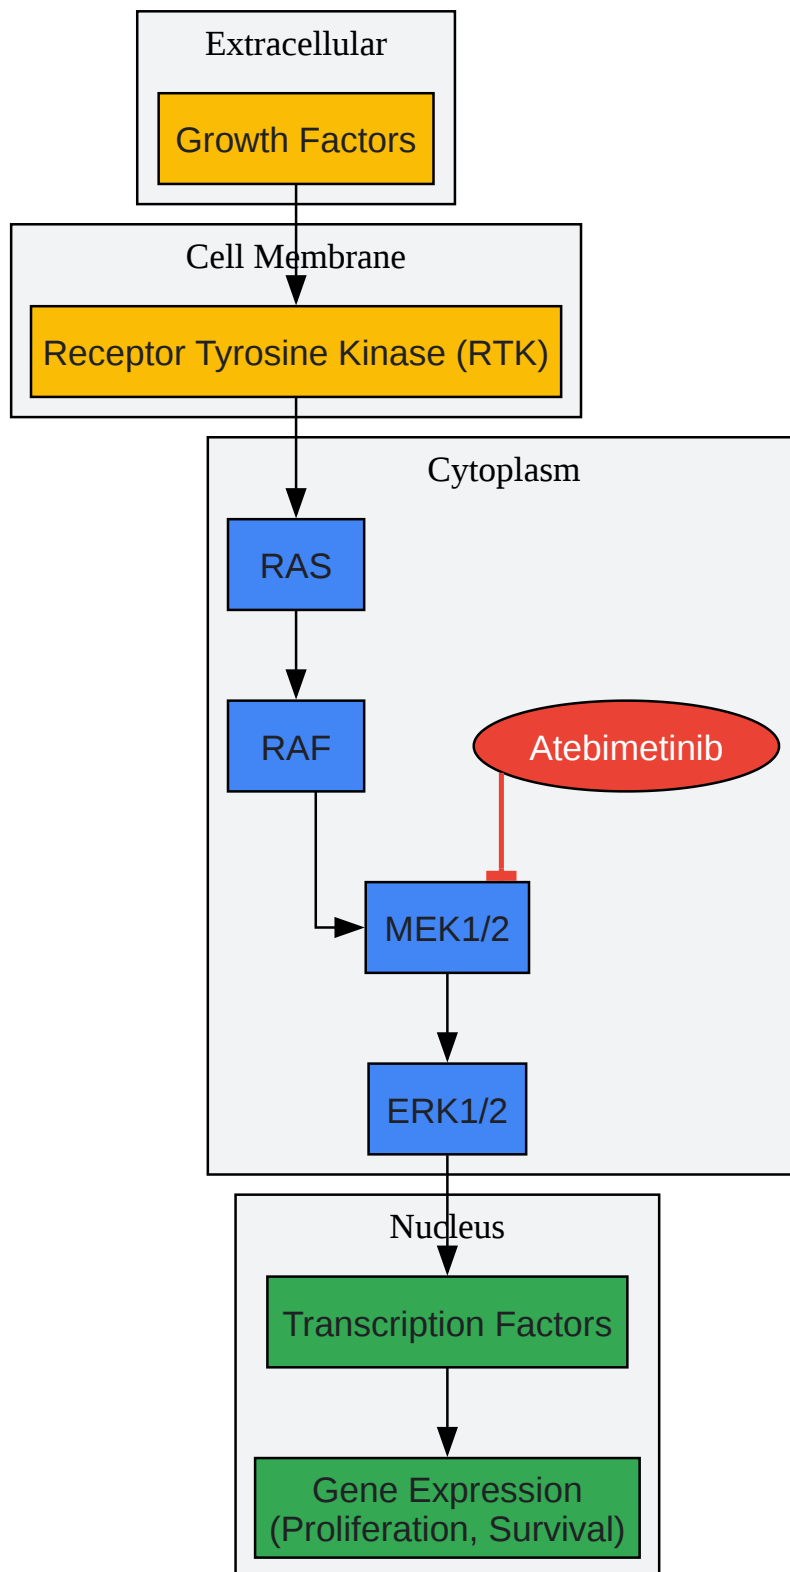 Extracellular
Growth Factors
Cell Membrane
Receptor Tyrosine Kinase (RTK)
Cytoplasm
RAS
RAF
Atebimetinib
MEK1/2
ERK1/2
Nucleus
Transcription Factors
Gene Expression
(Proliferation, Survival)